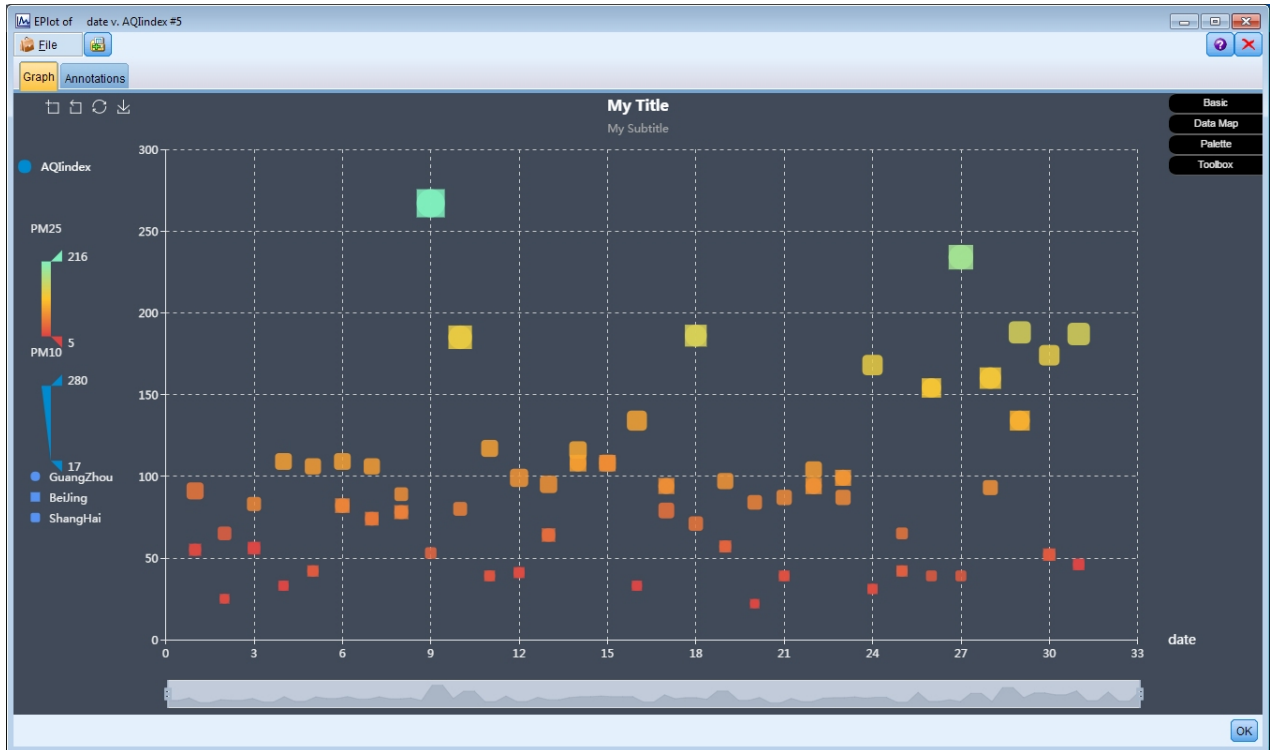 EPlot of date v. AQIindex #5
File
Graph Annotations
My Title
My Subtitle
Basic
Data Map
Palette
Toolbox
AQIindex
PM25
216
5
PM10
280
17
GuangZhou
BeiJing
ShangHai
300
250
200
150
100
50
0
0 3 6 9 12 15 18 21 24 27 30 33
date
OK